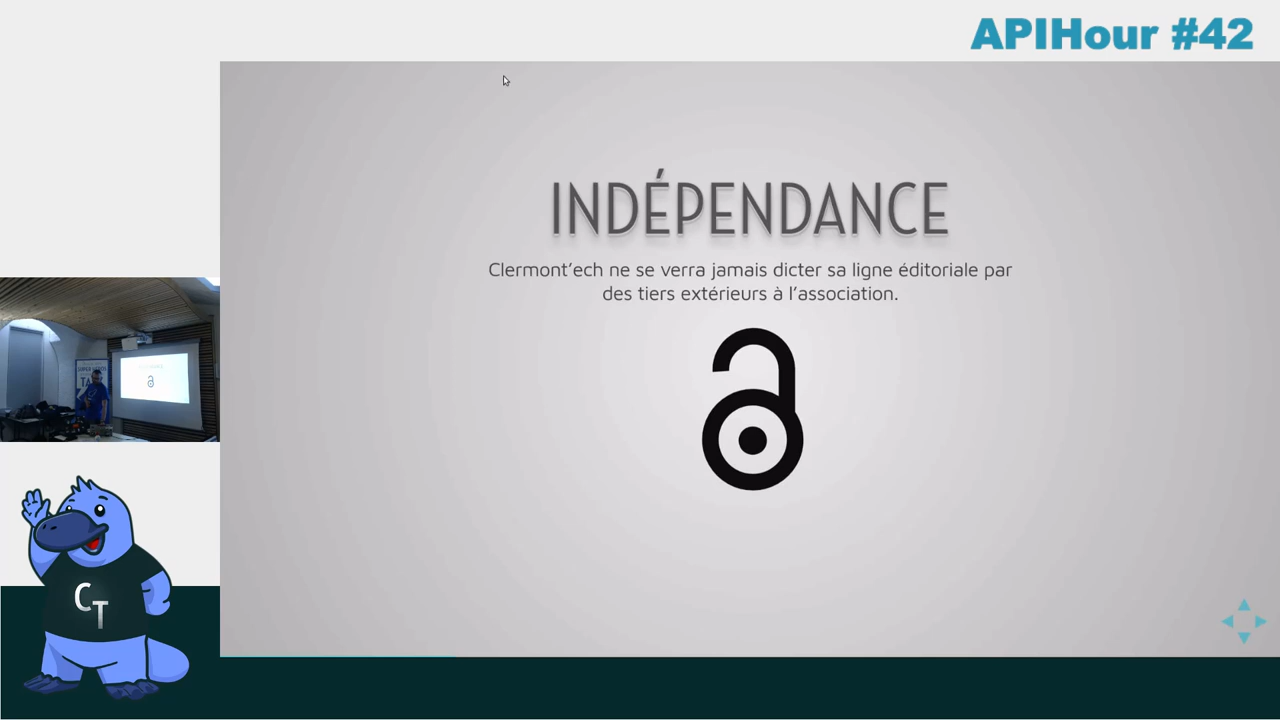 APIHour #42
INDÉPENDANCE
Clermont’ech ne se verra jamais dicter sa ligne éditoriale par
des tiers extérieurs à l’association.
CT